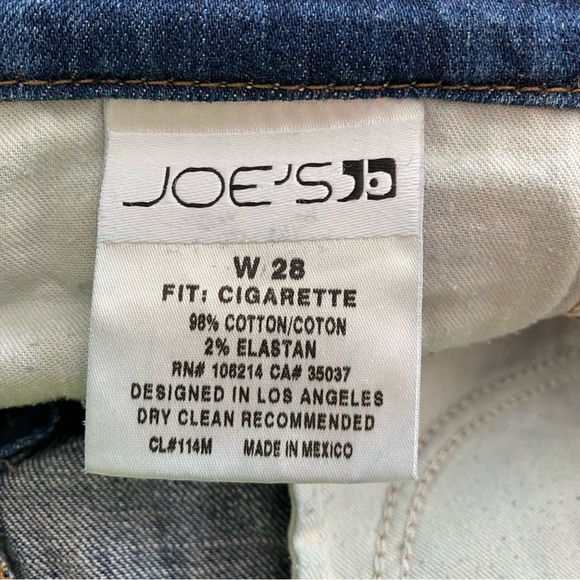 JOE'S
W 28
FIT: CIGARETTE
98% COTTON/COTON
2% ELASTAN
RN# 106214 CA# 35037
DESIGNED IN LOS ANGELES
DRY CLEAN RECOMMENDED
CL#114M MADE IN MEXICO